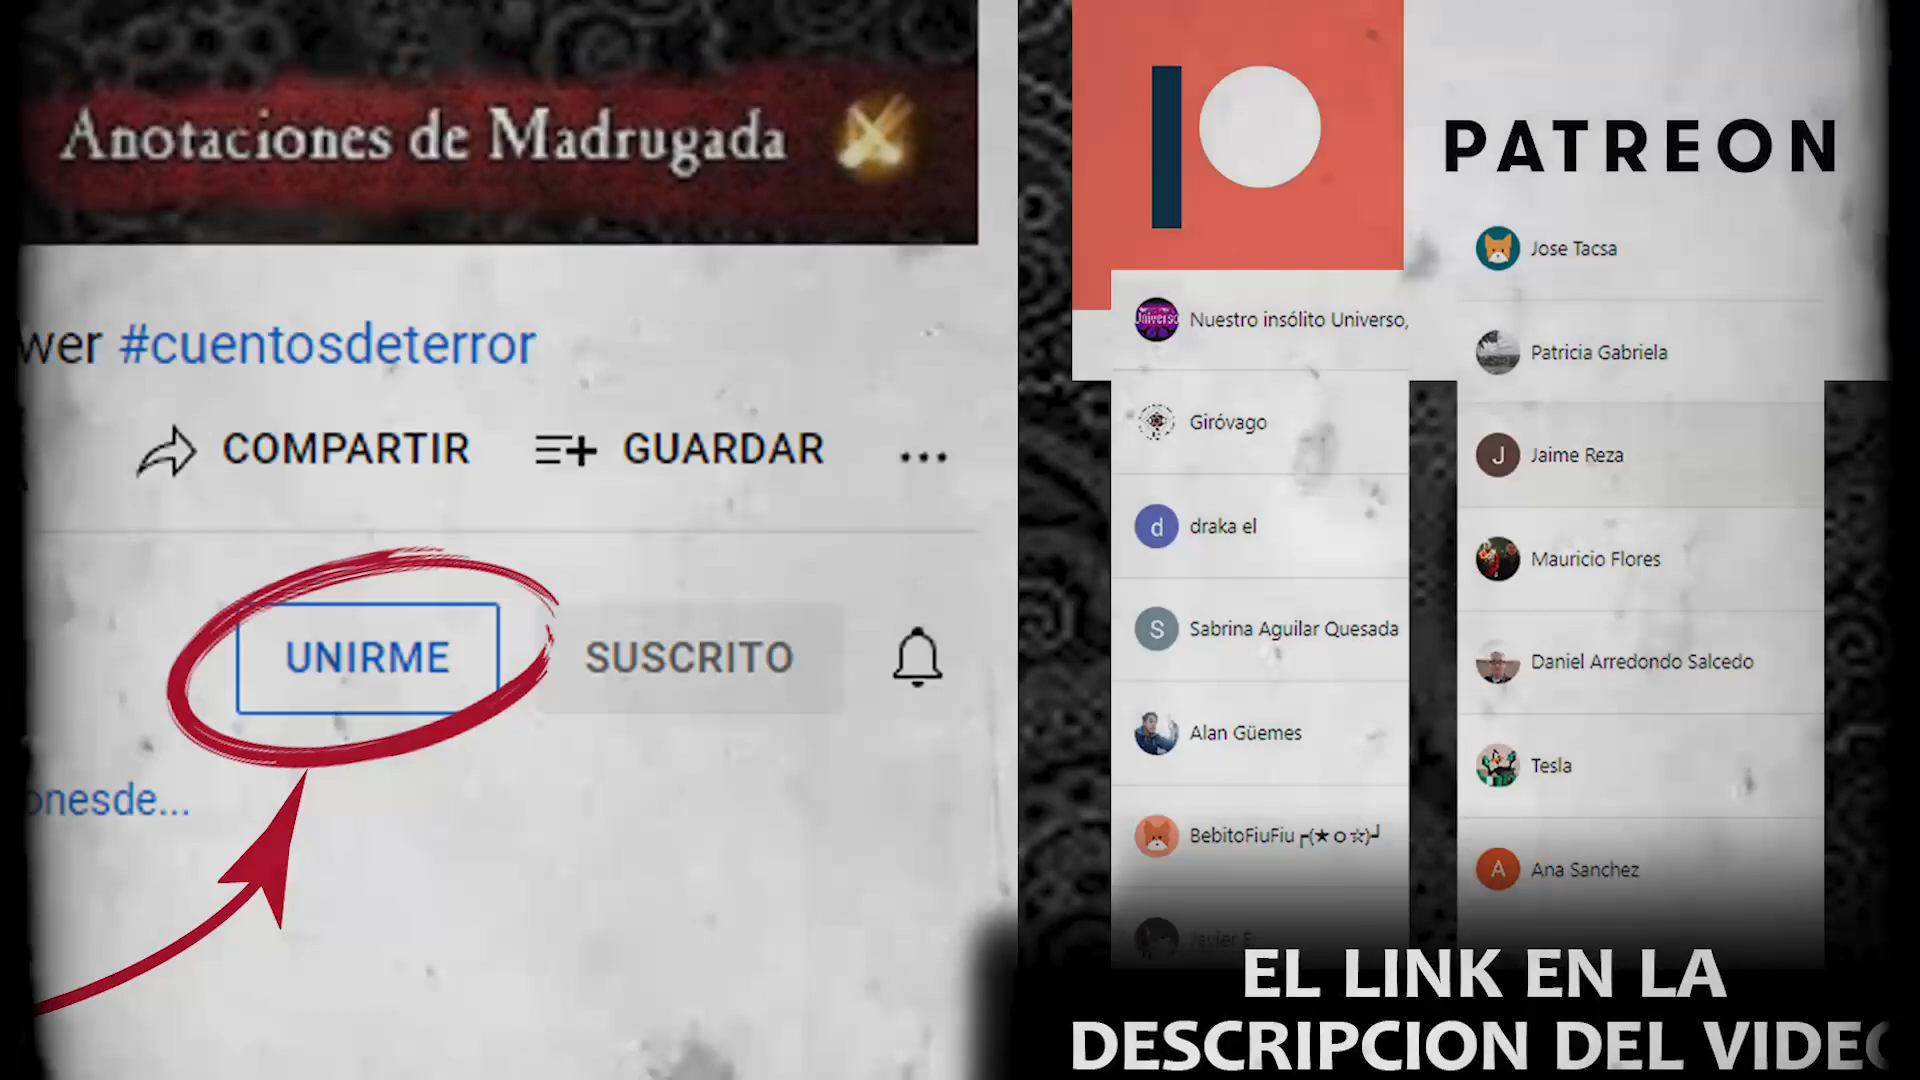 Anotaciones de Madrugada
#cuentosdeterror
COMPARTIR
GUARDAR
...
UNIRME
SUSCRITO
PATREON
Nuestro insólito Universo,
Giróvago
d
draka el
S
Sabrina Aguilar Quesada
Alan Güemes
BebitoFiuFiu ┌(★o☆)┘
Jose Tacsa
Patricia Gabriela
J
Jaime Reza
Mauricio Flores
Daniel Arredondo Salcedo
Tesla
A
Ana Sanchez
EL LINK EN LA
DESCRIPCION DEL VIDEO